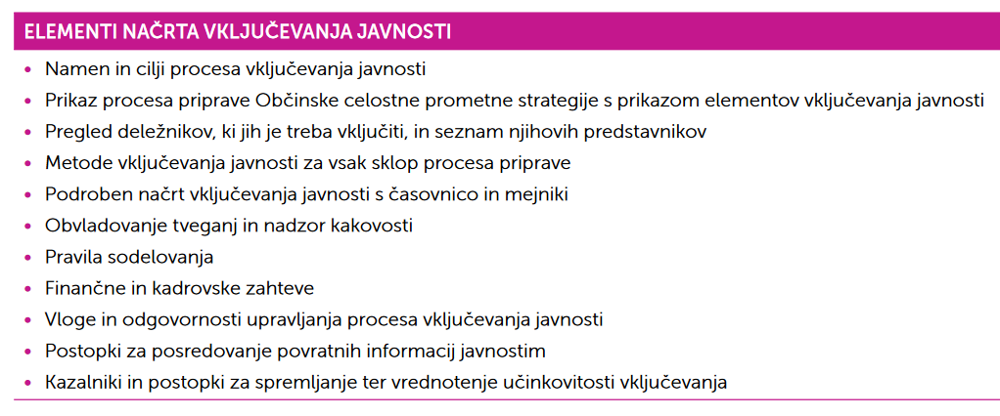 ELEMENTI NAČRTA VKLJUČEVANJA JAVNOSTI
• Namen in cilji procesa vključevanja javnosti
• Prikaz procesa priprave Občinske celostne prometne strategije s prikazom elementov vključevanja javnosti
• Pregled deležnikov, ki jih je treba vključiti, in seznam njihovih predstavnikov
• Metode vključevanja javnosti za vsak sklop procesa priprave
• Podroben načrt vključevanja javnosti s časovnico in mejniki
• Obvladovanje tveganj in nadzor kakovosti
• Pravila sodelovanja
• Finančne in kadrovske zahteve
• Vloge in odgovornosti upravljanja procesa vključevanja javnosti
• Postopki za posredovanje povratnih informacij javnostim
• Kazalniki in postopki za spremljanje ter vrednotenje učinkovitosti vključevanja